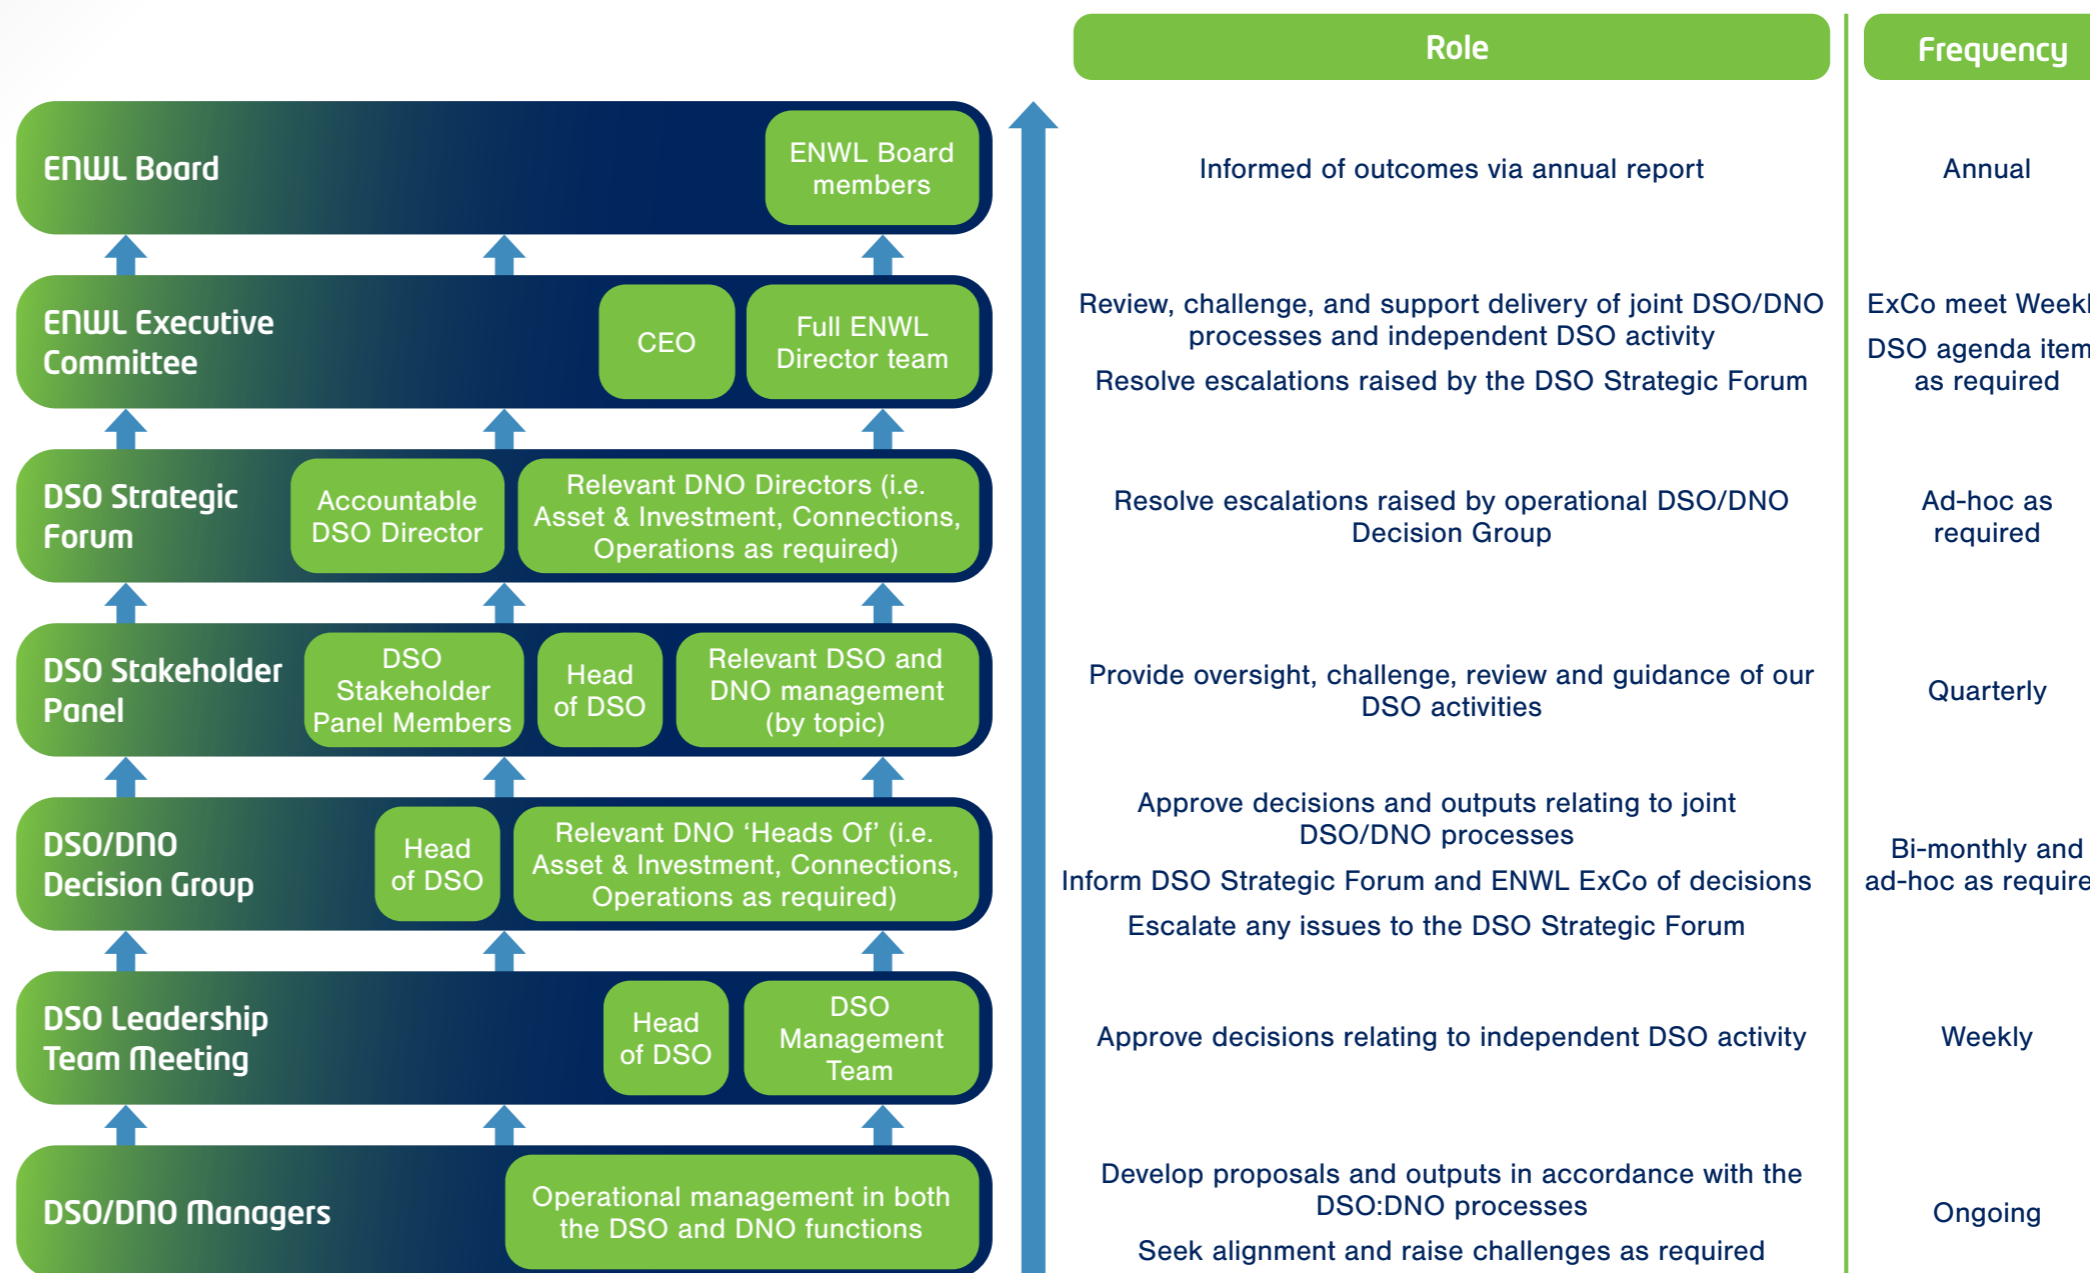 Role
Frequency
ENWL Board
ENWL Board
members
Informed of outcomes via annual report
Annual
ENWL Executive
Committee
CEO
Full ENWL
Director team
Review, challenge, and support delivery of joint DSO/DNO
processes and independent DSO activity
Resolve escalations raised by the DSO Strategic Forum
ExCo meet
DSO agenda
as required
DSO Strategic
Forum
Accountable
DSO Director
Relevant DNO Directors (i.e.
Asset & Investment, Connections,
Operations as required)
Resolve escalations raised by operational DSO/DNO
Decision Group
Ad-hoc as
required
DSO Stakeholder
Panel
DSO
Stakeholder
Panel Members
Head
of DSO
Relevant DSO and
DNO management
(by topic)
Provide oversight, challenge, review and guidance of our
DSO activities
Quarterly
DSO/DNO
Decision Group
Head
of DSO
Relevant DNO ‘Heads Of’ (i.e.
Asset & Investment, Connections,
Operations as required)
Approve decisions and outputs relating to joint
DSO/DNO processes
Inform DSO Strategic Forum and ENWL ExCo of decisions
Escalate any issues to the DSO Strategic Forum
Bi-monthly and
ad-hoc as
DSO Leadership
Team Meeting
Head
of DSO
DSO
Management
Team
Approve decisions relating to independent DSO activity
Weekly
DSO/DNO Managers
Operational management in both
the DSO and DNO functions
Develop proposals and outputs in accordance with the
DSO:DNO processes
Seek alignment and raise challenges as required
Ongoing